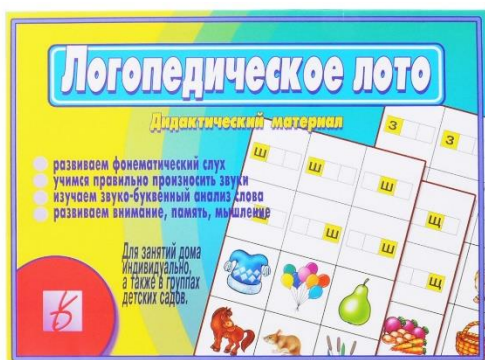 Логопедическое лото
Дидактический материал
развиваем фонематический слух
учимся правильно произносить звуки
изучаем звуко-буквенный анализ слова
развиваем внимание, память, мышление
Для занятий дома
индивидуально,
а также в группах
детских садов.
З З
Ш Ш Ш
Ш Ш Щ
Щ